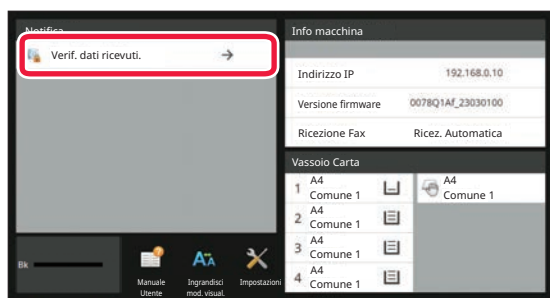 Notifica
Verif. dati ricevuti.
Info macchina
Indirizzo IP 192.168.0.10
Versione firmware 0078Q1Af_23030100
Ricezione Fax Ricez. Automatica
Vassoio Carta
1 A4
Comune 1
A4
Comune 1
2 A4
Comune 1
3 A4
Comune 1
4 A4
Comune 1
Bk
Manuale
Utente
Ingrandisci
mod. visual.
Impostazioni